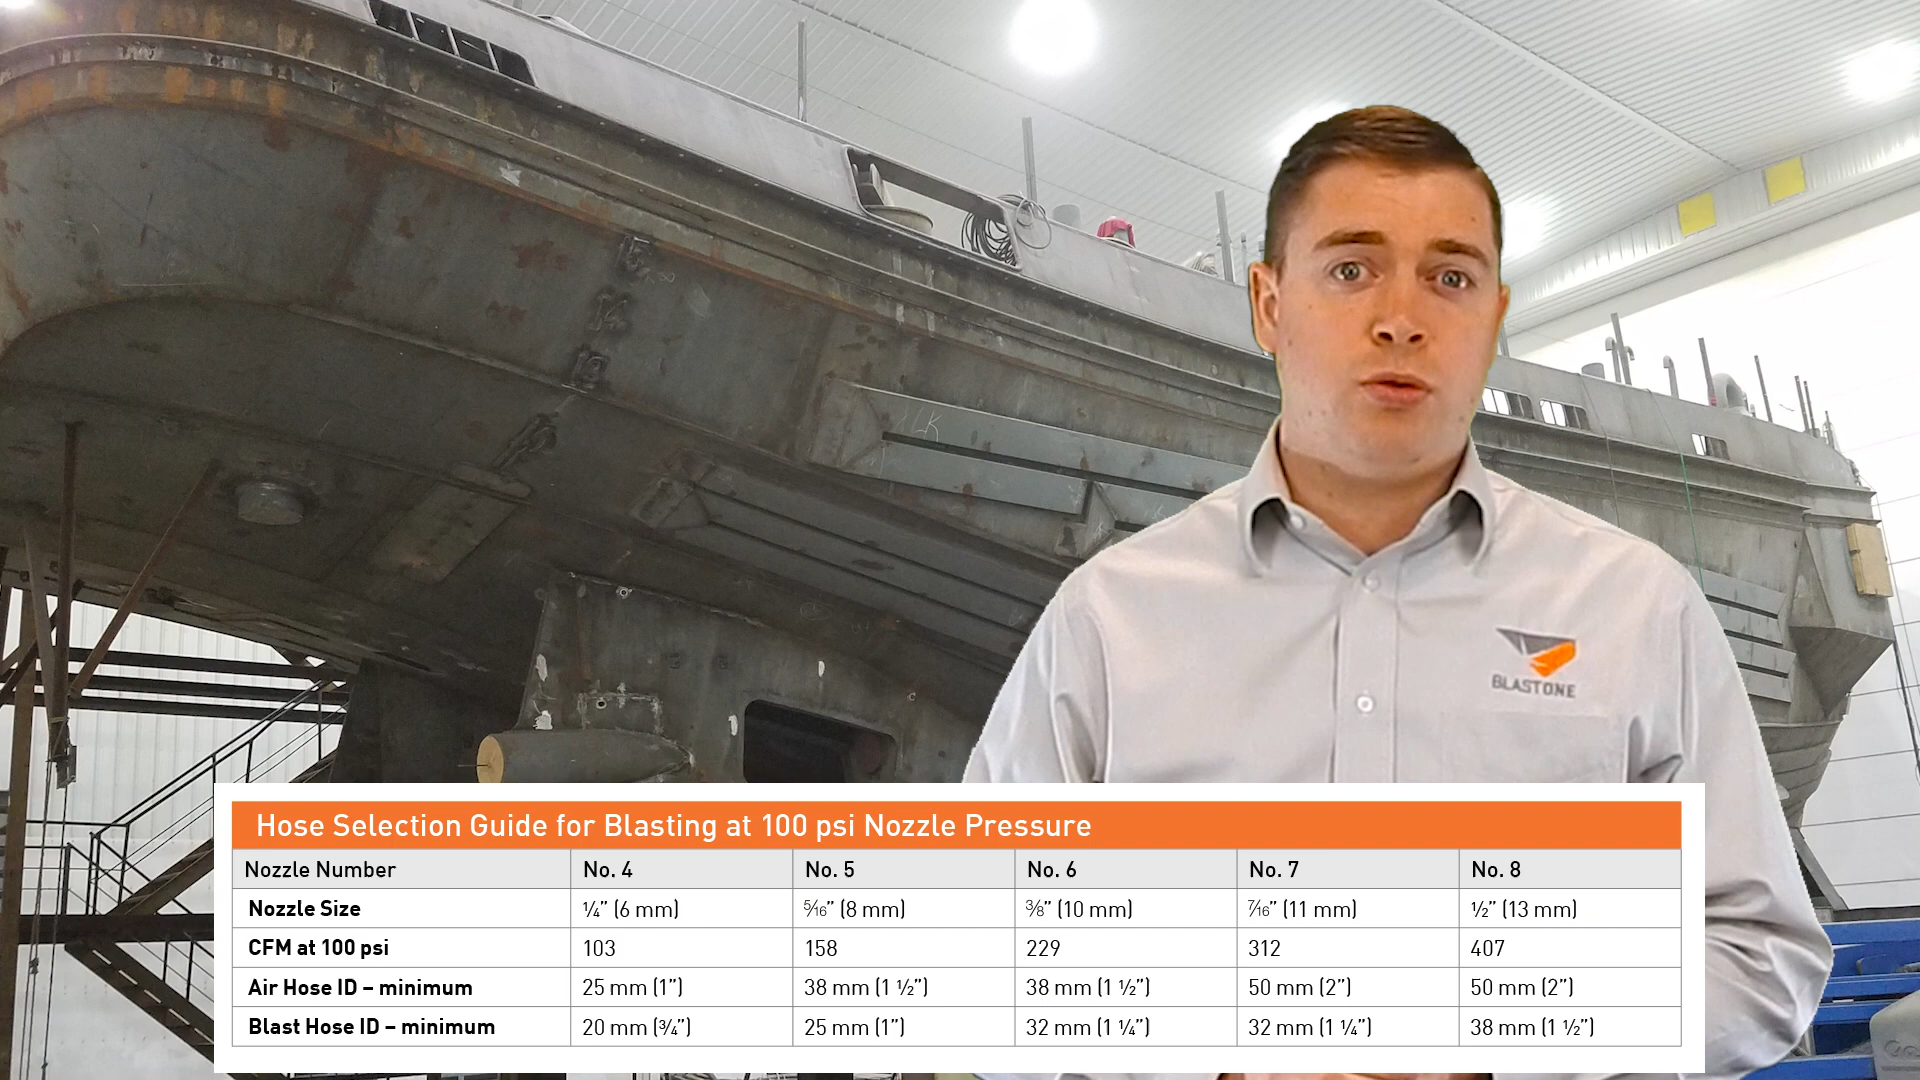 BLASTONE
Hose Selection Guide for Blasting at 100 psi Nozzle Pressure
Nozzle Number No. 4 No. 5 No. 6 No. 7 No. 8
Nozzle Size ¼” (6 mm) 5⁄16” (8 mm) ⅜” (10 mm) 7⁄16” (11 mm) ½” (13 mm)
CFM at 100 psi 103 158 229 312 407
Air Hose ID – minimum 25 mm (1”) 38 mm (1 ½”) 38 mm (1 ½”) 50 mm (2”) 50 mm (2”)
Blast Hose ID – minimum 20 mm (¾”) 25 mm (1”) 32 mm (1 ¼”) 32 mm (1 ¼”) 38 mm (1 ½”)